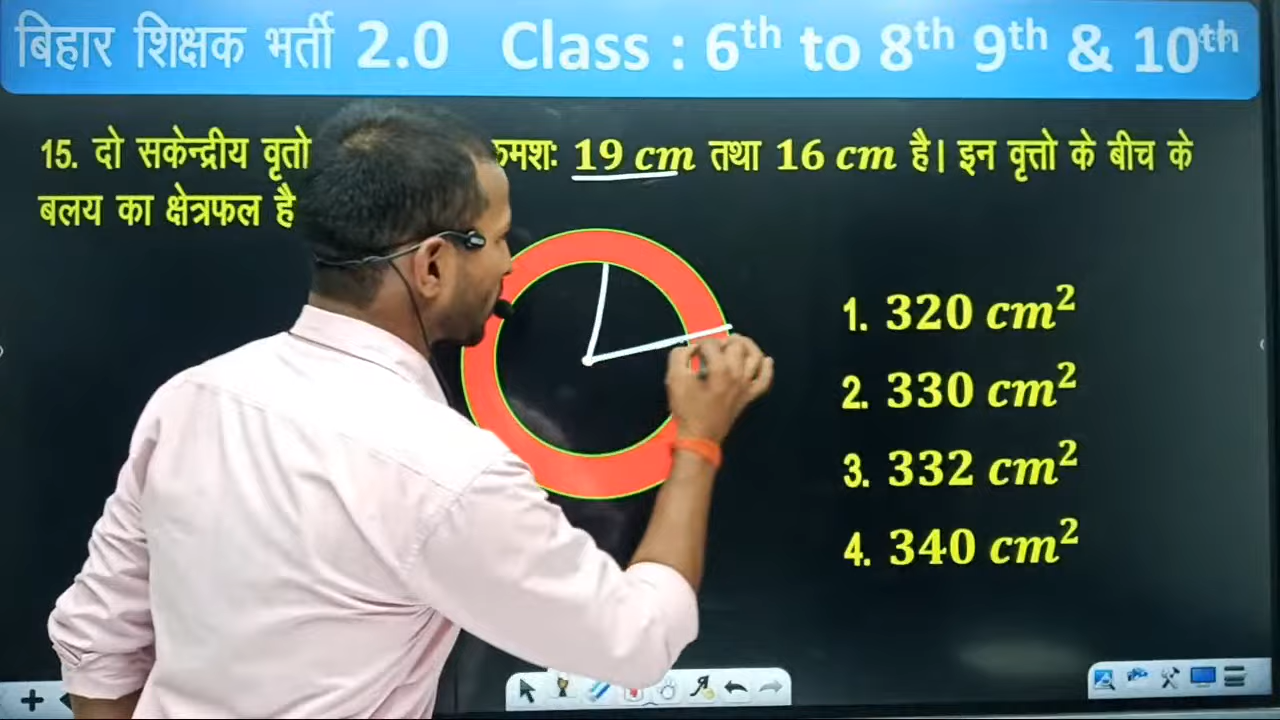 बिहार शिक्षक भर्ती 2.0 Class : 6th to 8th 9th & 10th
15. दो सकेन्द्रीय वृतो 19 cm तथा 16 cm है। इन वृत्तो के बीच के
बलय का क्षेत्रफल है
1. 320 cm²
2. 330 cm²
3. 332 cm²
4. 340 cm²